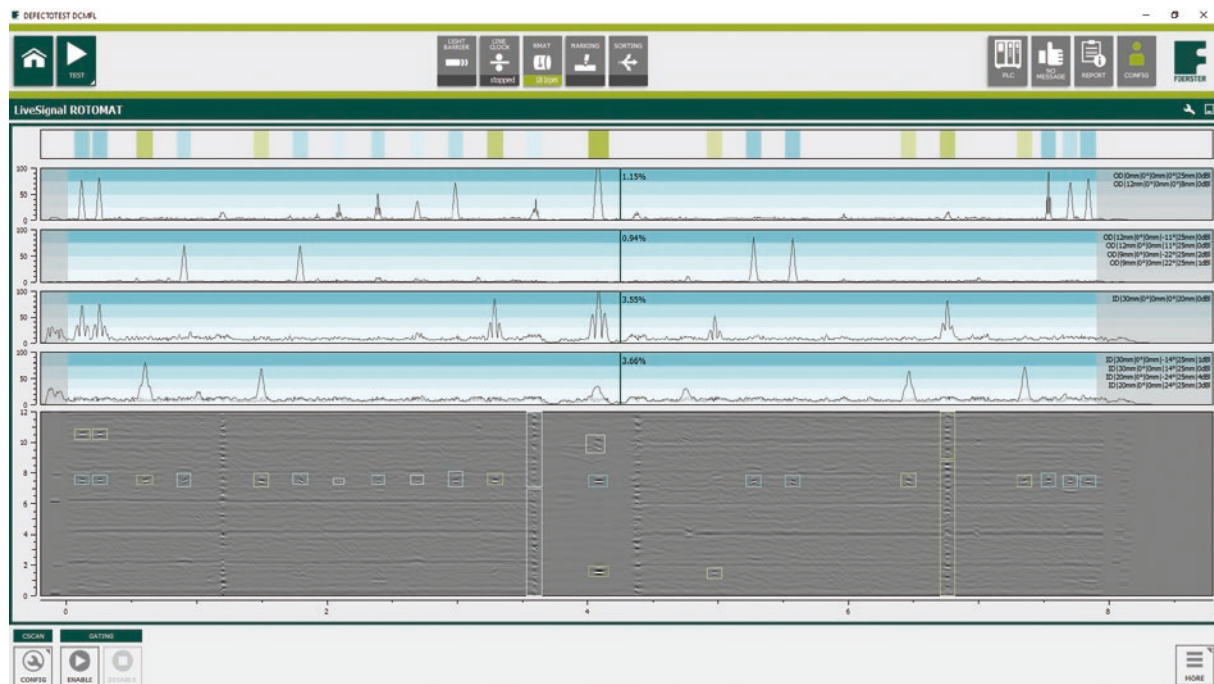 DEFECTOTEST DCMFL
TEST
LIGHT BARRIER
LINE CLOCK
stopped
RMAT
MARKING
SORTING
PLC
NO MESSAGE
REPORT
CONFIG
FOERSTER
LiveSignal ROTOMAT
100
50
0
1.15%
OD|0mm|0°|0mm|0°|25mm|0dB|
OD|12mm|0°|0mm|0°|8mm|0dB|
100
50
0
0.94%
OD|12mm|0°|0mm|-11°|25mm|0dB|
OD|12mm|0°|0mm|11°|25mm|0dB|
OD|9mm|0°|0mm|-22°|25mm|2dB|
OD|9mm|0°|0mm|22°|25mm|1dB|
100
50
0
3.55%
ID|30mm|0°|0mm|0°|20mm|0dB|
100
50
0
3.66%
ID|30mm|0°|0mm|-14°|25mm|1dB|
ID|30mm|0°|0mm|14°|25mm|0dB|
ID|20mm|0°|0mm|-24°|25mm|4dB|
ID|20mm|0°|0mm|24°|25mm|3dB|
12
10
8
6
4
2
0
0 2 4 6 8
CSCAN GATING
CONFIG ENABLE DISABLE MORE